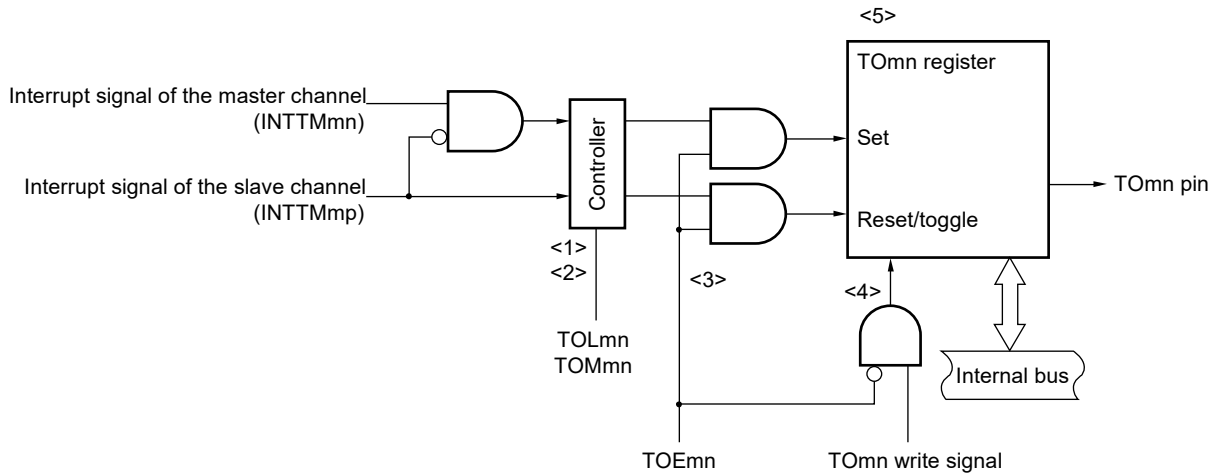 <5>
TOmn register
Interrupt signal of the master channel
(INTTMmn)
Set
Controller
Interrupt signal of the slave channel
(INTTMmp)
TOmn pin
Reset/toggle
<1>
<2>
<3>
<4>
TOLmn
TOMmn
Internal bus
TOEmn
TOmn write signal